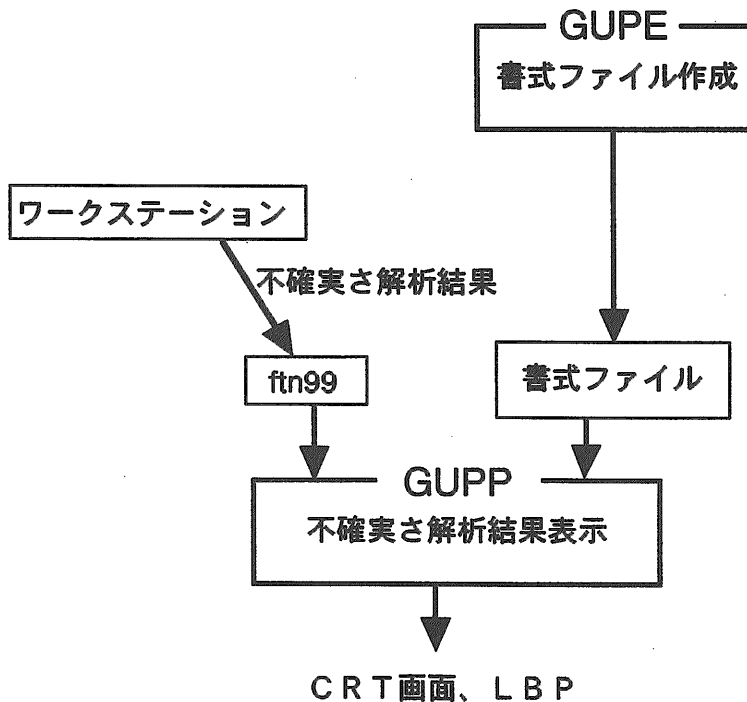 GUPE
書式ファイル作成
ワークステーション
不確実さ解析結果
ftn99
書式ファイル
GUPP
不確実さ解析結果表示
ＣＲＴ画面、ＬＢＰ